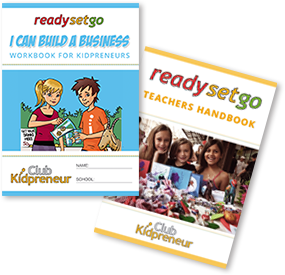 readysetgo
I CAN BUILD A BUSINESS
WORKBOOK FOR KIDPRENEURS
Club
Kidpreneur
NAME:
SCHOOL:
readysetgo
TEACHERS HANDBOOK
Club
Kidpreneur